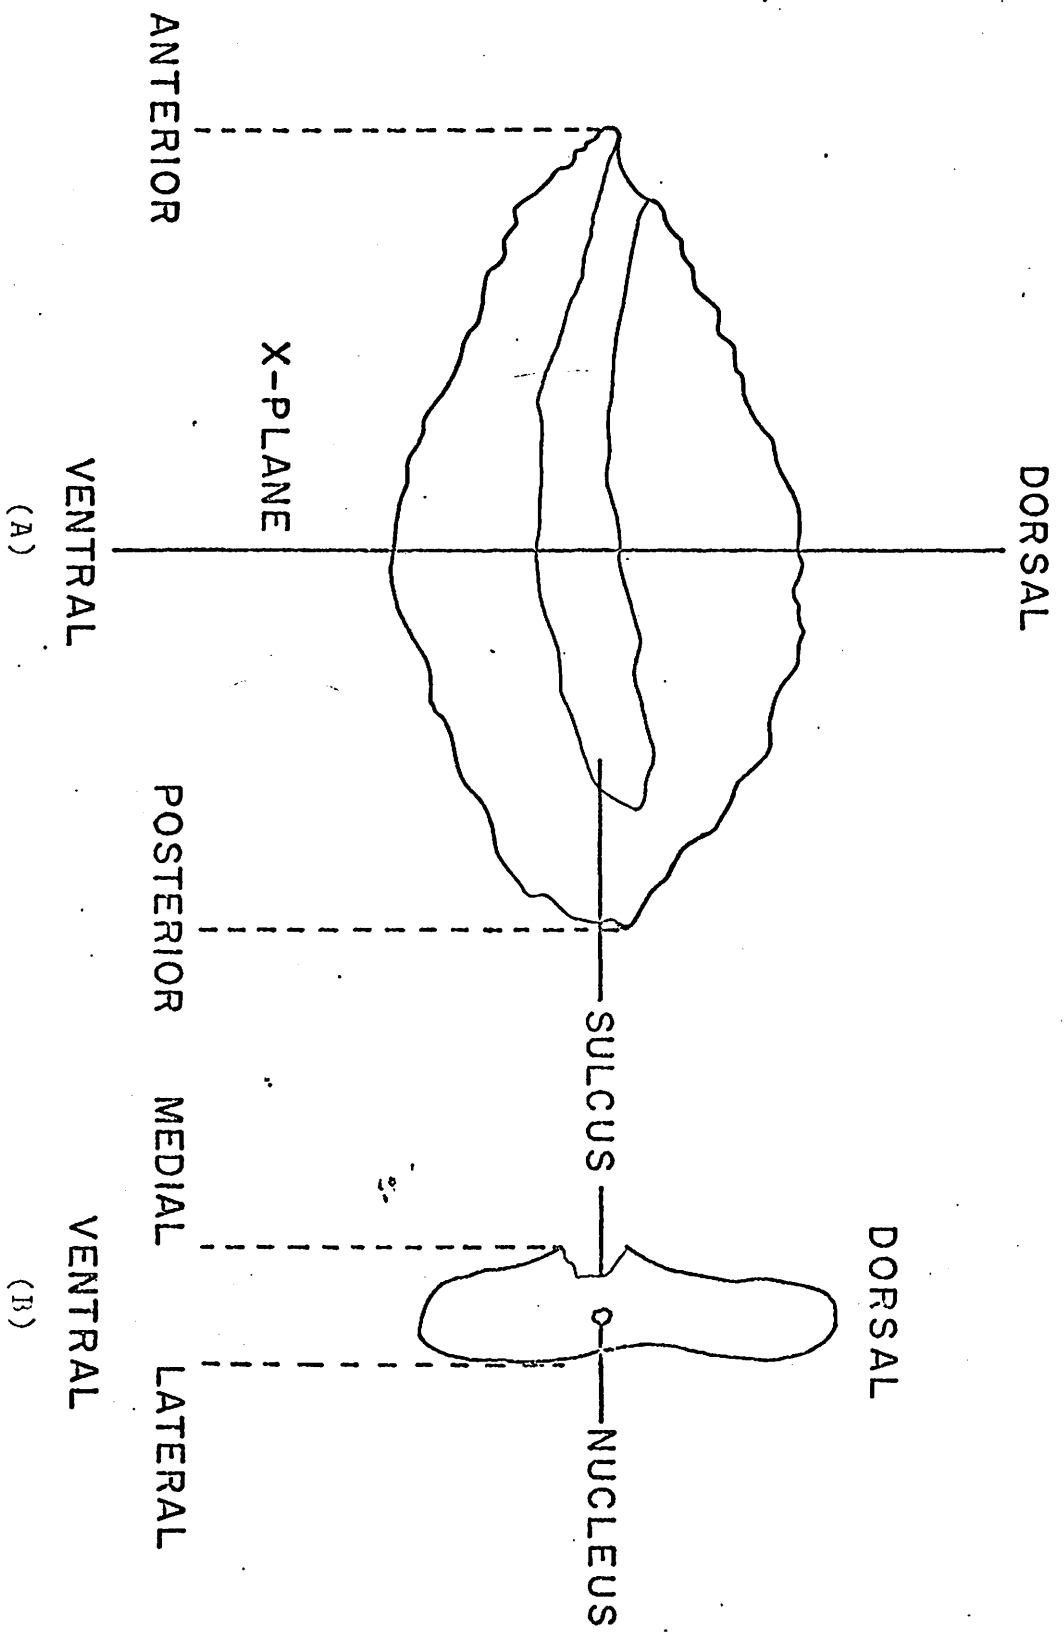 DORSAL
ANTERIOR
X-PLANE
VENTRAL
(A)
POSTERIOR
SULCUS
DORSAL
MEDIAL
VENTRAL
(B)
LATERAL
NUCLEUS